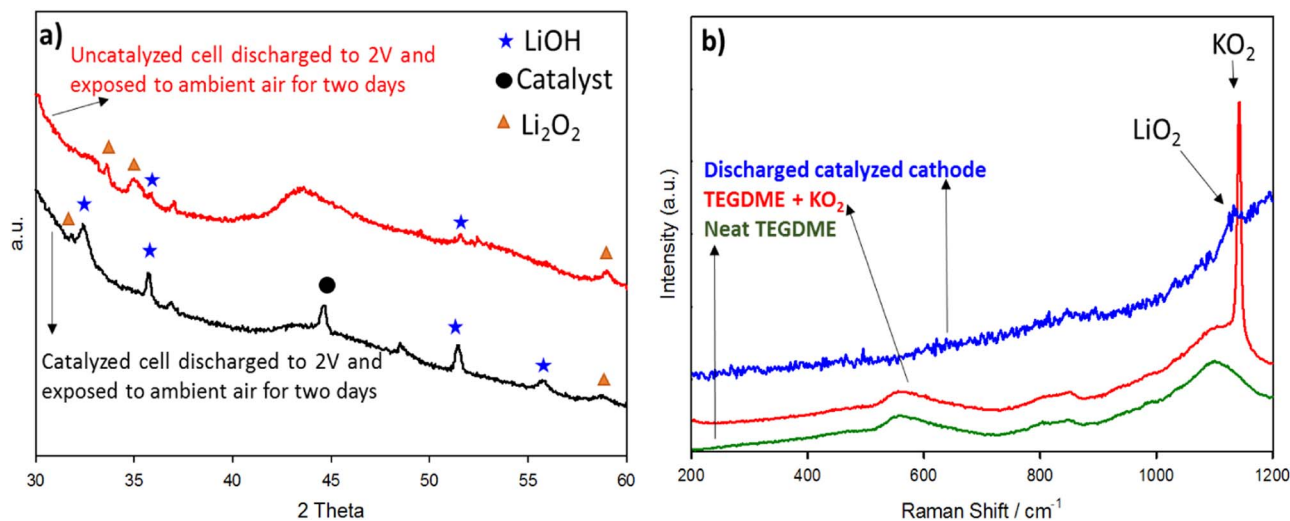 a)
Uncatalyzed cell discharged to 2V and
exposed to ambient air for two days
LiOH
Catalyst
Li2O2
Catalyzed cell discharged to 2V and
exposed to ambient air for two days
a.u.
30 35 40 45 50 55 60
2 Theta
b)
KO2
LiO2
Discharged catalyzed cathode
TEGDME + KO2
Neat TEGDME
Intensity (a.u.)
200 400 600 800 1000 1200
Raman Shift / cm-1